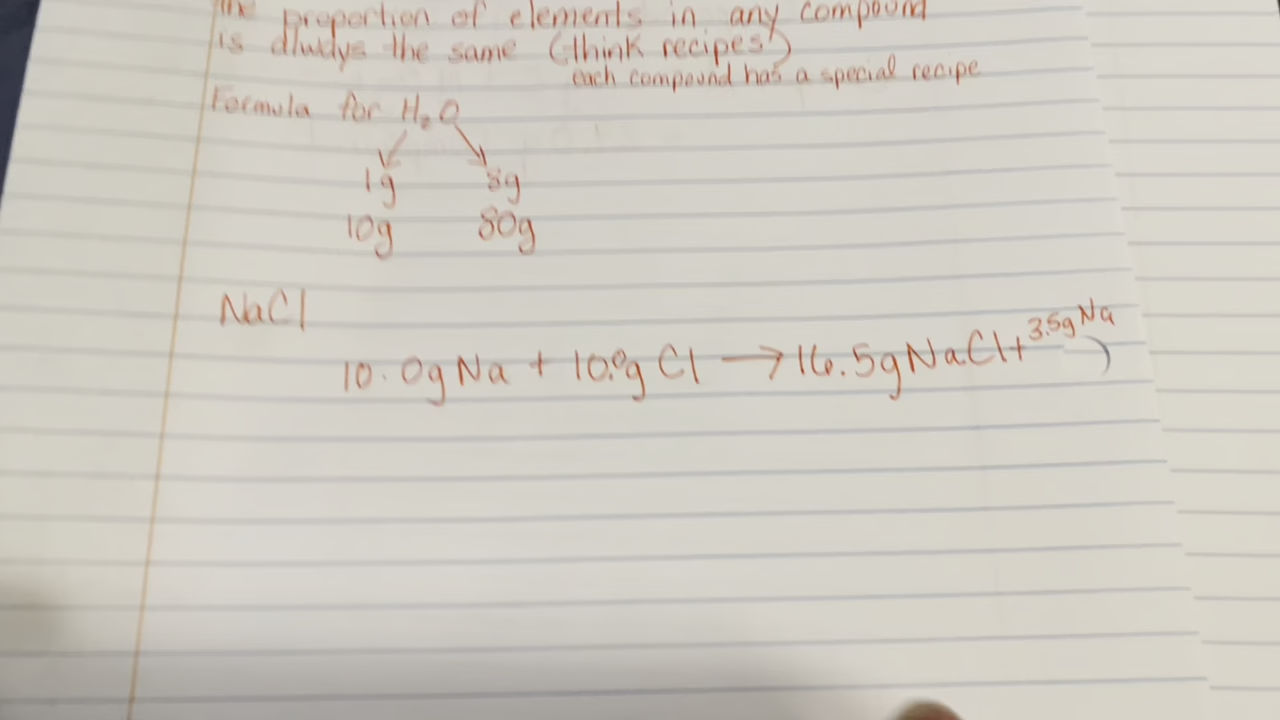 The proportion of elements in any compound
is always the same (think recipes)
each compound has a special recipe
Formula for H₂O
1g 8g
10g 80g
NaCl
10.0g Na + 10.0g Cl → 16.5g NaCl + 3.5g Na